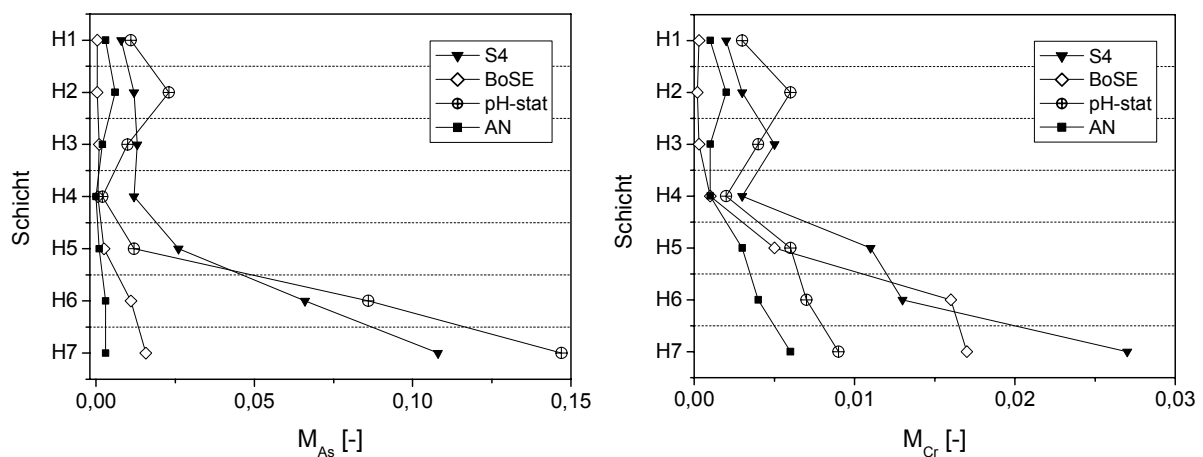 Schicht
H1
H2
H3
H4
H5
H6
H7
S4
BoSE
pH-stat
AN
0,00
0,05
0,10
0,15
M_As [-]
Schicht
H1
H2
H3
H4
H5
H6
H7
S4
BoSE
pH-stat
AN
0,00
0,01
0,02
0,03
M_Cr [-]